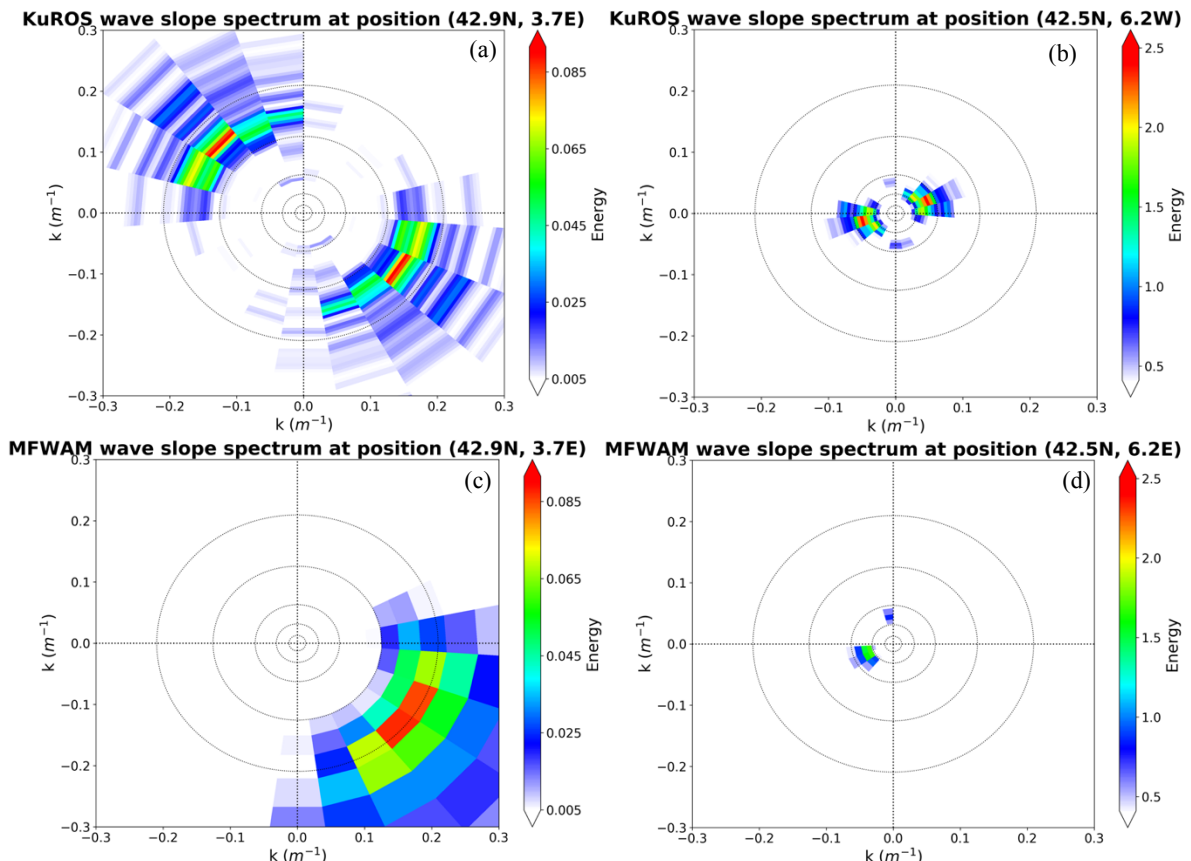 KuROS wave slope spectrum at position (42.9N, 3.7E)
(a)
0.3
0.2
0.1
0.0
−0.1
−0.2
−0.3
k (m⁻¹)
−0.3 −0.2 −0.1 0.0 0.1 0.2 0.3
k (m⁻¹)
0.085
0.065
0.045
0.025
0.005
Energy
KuROS wave slope spectrum at position (42.5N, 6.2W)
(b)
0.3
0.2
0.1
0.0
−0.1
−0.2
−0.3
k (m⁻¹)
−0.3 −0.2 −0.1 0.0 0.1 0.2 0.3
k (m⁻¹)
2.5
2.0
1.5
1.0
0.5
Energy
MFWAM wave slope spectrum at position (42.9N, 3.7E)
(c)
0.3
0.2
0.1
0.0
−0.1
−0.2
−0.3
k (m⁻¹)
−0.3 −0.2 −0.1 0.0 0.1 0.2 0.3
k (m⁻¹)
0.085
0.065
0.045
0.025
0.005
Energy
MFWAM wave slope spectrum at position (42.5N, 6.2E)
(d)
0.3
0.2
0.1
0.0
−0.1
−0.2
−0.3
k (m⁻¹)
−0.3 −0.2 −0.1 0.0 0.1 0.2 0.3
k (m⁻¹)
2.5
2.0
1.5
1.0
0.5
Energy